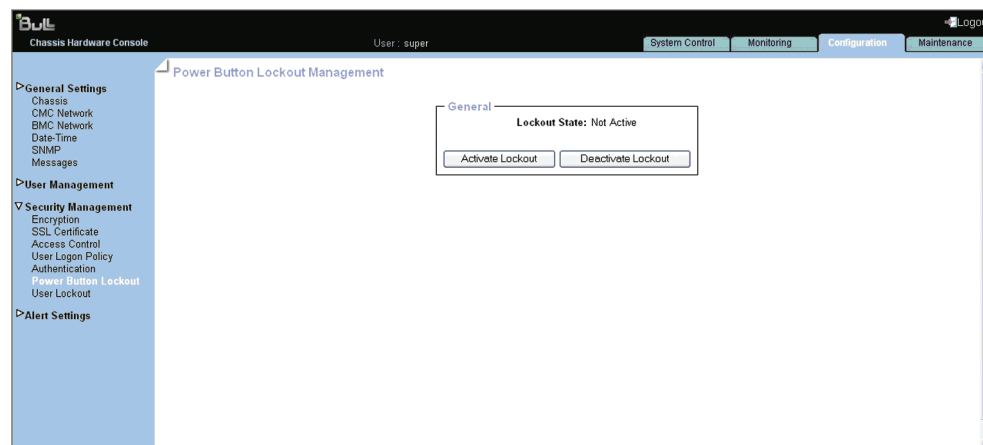 Bull
Logou
Chassis Hardware Console
User : super
System Control
Monitoring
Configuration
Maintenance
Power Button Lockout Management
General Settings
Chassis
CMC Network
BMC Network
Date-Time
SNMP
Messages
User Management
Security Management
Encryption
SSL Certificate
Access Control
User Logon Policy
Authentication
Power Button Lockout
User Lockout
Alert Settings
General
Lockout State: Not Active
Activate Lockout
Deactivate Lockout